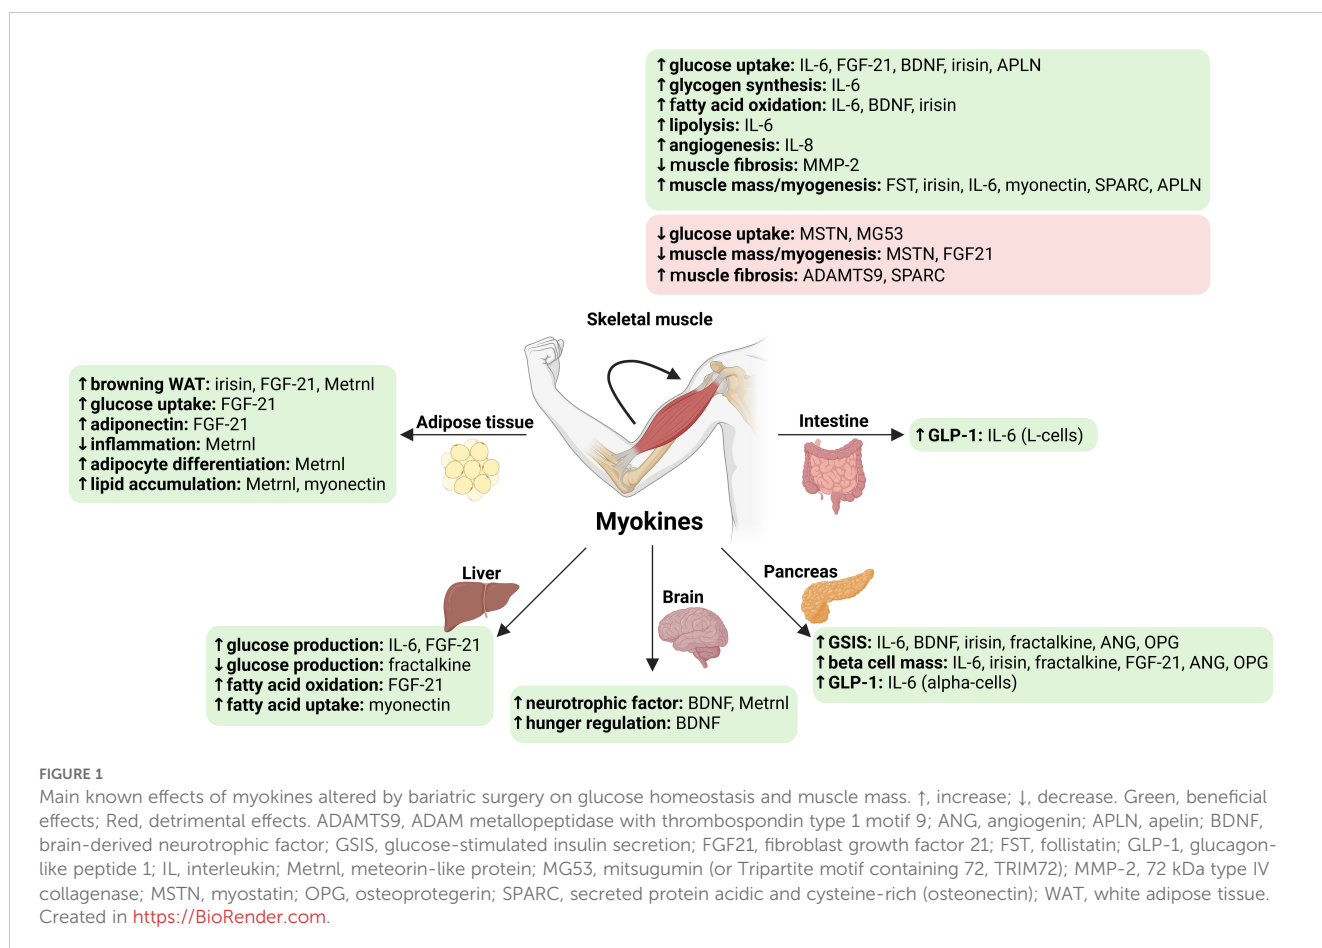 ↑glucose uptake: IL-6, FGF-21, BDNF, irisin, APLN
↑glycogen synthesis: IL-6
↑fatty acid oxidation: IL-6, BDNF, irisin
↑lipolysis: IL-6
↑angiogenesis: IL-8
↓muscle fibrosis: MMP-2
↑muscle mass/myogenesis: FST, irisin, IL-6, myonectin, SPARC, APLN
↓glucose uptake: MSTN, MG53
↓muscle mass/myogenesis: MSTN, FGF21
↑muscle fibrosis: ADAMTS9, SPARC
Skeletal muscle
↑browning WAT: irisin, FGF-21, Metrnl
↑glucose uptake: FGF-21
↑adiponectin: FGF-21
↓inflammation: Metrnl
↑adipocyte differentiation: Metrnl
↑lipid accumulation: Metrnl, myonectin
Adipose tissue
Intestine
↑GLP-1: IL-6 (L-cells)
Myokines
Liver
↑glucose production: IL-6, FGF-21
↓glucose production: fractalkine
↑fatty acid oxidation: FGF-21
↑fatty acid uptake: myonectin
Brain
↑neurotrophic factor: BDNF, Metrnl
↑hunger regulation: BDNF
Pancreas
↑GSIS: IL-6, BDNF, irisin, fractalkine, ANG, OPG
↑beta cell mass: IL-6, irisin, fractalkine, FGF-21, ANG, OPG
↑GLP-1: IL-6 (alpha-cells)
FIGURE 1
Main known effects of myokines altered by bariatric surgery on glucose homeostasis and muscle mass. ↑, increase; ↓, decrease. Green, beneficial
effects; Red, detrimental effects. ADAMTS9, ADAM metallopeptidase with thrombospondin type 1 motif 9; ANG, angiogenin; APLN, apelin; BDNF,
brain-derived neurotrophic factor; GSIS, glucose-stimulated insulin secretion; FGF21, fibroblast growth factor 21; FST, follistatin; GLP-1, glucagon-
like peptide 1; IL, interleukin; Metrnl, meteorin-like protein; MG53, mitsugumin (or Tripartite motif containing 72, TRIM72); MMP-2, 72 kDa type IV
collagenase; MSTN, myostatin; OPG, osteoprotegerin; SPARC, secreted protein acidic and cysteine-rich (osteonectin); WAT, white adipose tissue.
Created in https://BioRender.com.